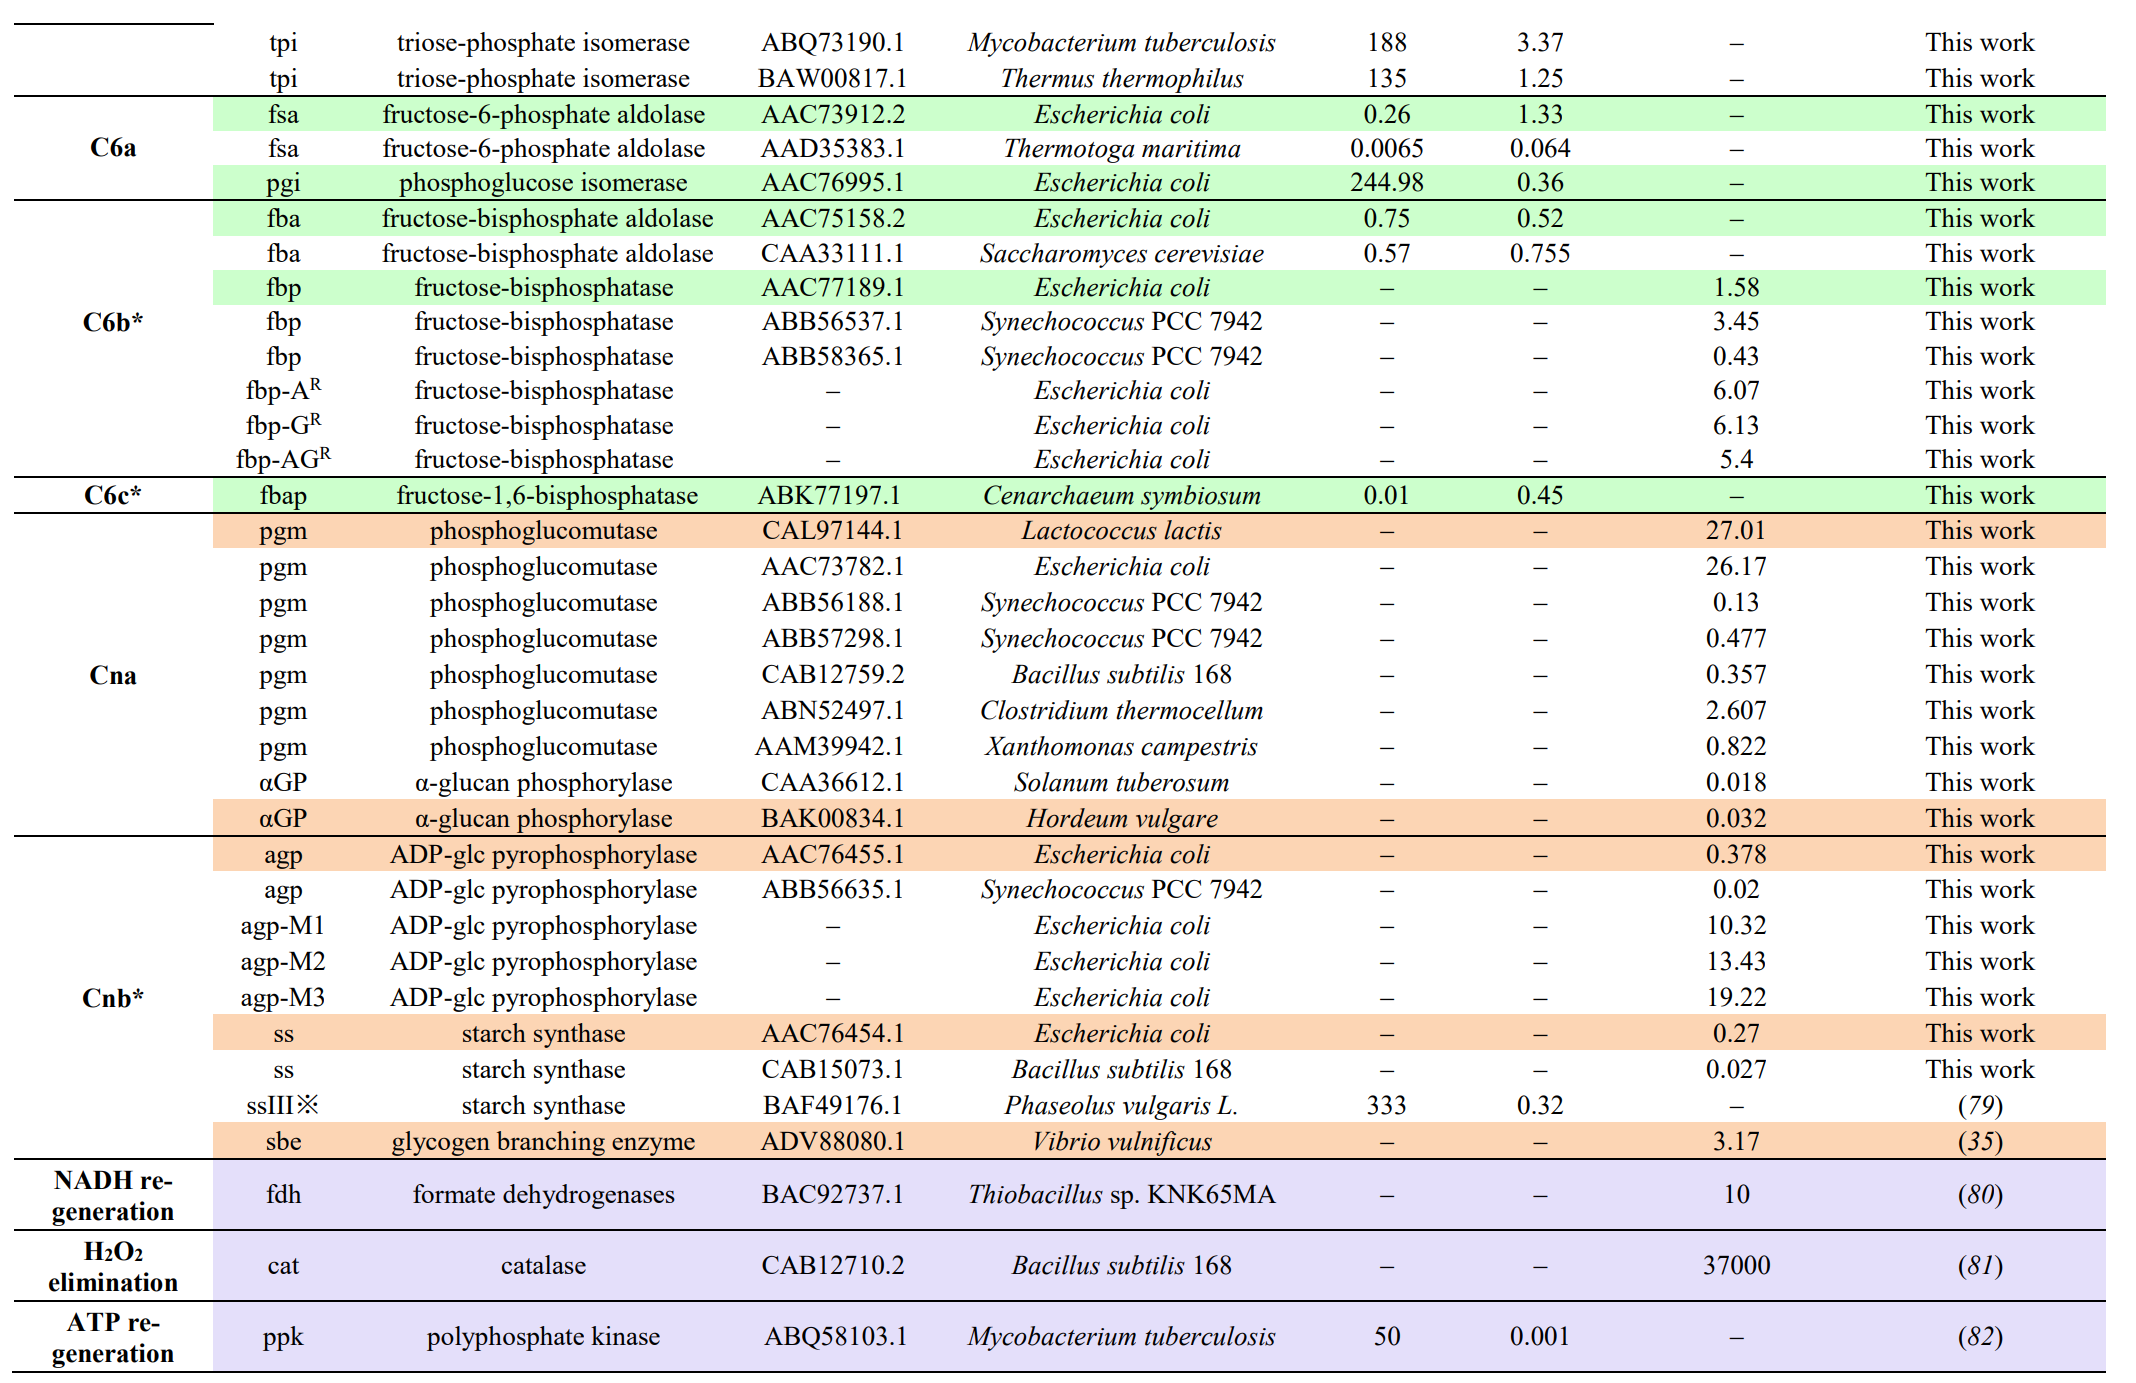 tpi triose-phosphate isomerase ABQ73190.1 Mycobacterium tuberculosis 188 3.37 – This work
tpi triose-phosphate isomerase BAW00817.1 Thermus thermophilus 135 1.25 – This work
C6a
fsa fructose-6-phosphate aldolase AAC73912.2 Escherichia coli 0.26 1.33 – This work
fsa fructose-6-phosphate aldolase AAD35383.1 Thermotoga maritima 0.0065 0.064 – This work
pgi phosphoglucose isomerase AAC76995.1 Escherichia coli 244.98 0.36 – This work
C6b*
fba fructose-bisphosphate aldolase AAC75158.2 Escherichia coli 0.75 0.52 – This work
fba fructose-bisphosphate aldolase CAA33111.1 Saccharomyces cerevisiae 0.57 0.755 – This work
fbp fructose-bisphosphatase AAC77189.1 Escherichia coli – – 1.58 This work
fbp fructose-bisphosphatase ABB56537.1 Synechococcus PCC 7942 – – 3.45 This work
fbp fructose-bisphosphatase ABB58365.1 Synechococcus PCC 7942 – – 0.43 This work
fbp-Aᴿ fructose-bisphosphatase – Escherichia coli – – 6.07 This work
fbp-Gᴿ fructose-bisphosphatase – Escherichia coli – – 6.13 This work
fbp-AGᴿ fructose-bisphosphatase – Escherichia coli – – 5.4 This work
C6c* fbap fructose-1,6-bisphosphatase ABK77197.1 Cenarchaeum symbiosum 0.01 0.45 – This work
Cna
pgm phosphoglucomutase CAL97144.1 Lactococcus lactis – – 27.01 This work
pgm phosphoglucomutase AAC73782.1 Escherichia coli – – 26.17 This work
pgm phosphoglucomutase ABB56188.1 Synechococcus PCC 7942 – – 0.13 This work
pgm phosphoglucomutase ABB57298.1 Synechococcus PCC 7942 – – 0.477 This work
pgm phosphoglucomutase CAB12759.2 Bacillus subtilis 168 – – 0.357 This work
pgm phosphoglucomutase ABN52497.1 Clostridium thermocellum – – 2.607 This work
pgm phosphoglucomutase AAM39942.1 Xanthomonas campestris – – 0.822 This work
αGP α-glucan phosphorylase CAA36612.1 Solanum tuberosum – – 0.018 This work
αGP α-glucan phosphorylase BAK00834.1 Hordeum vulgare – – 0.032 This work
Cnb*
agp ADP-glc pyrophosphorylase AAC76455.1 Escherichia coli – – 0.378 This work
agp ADP-glc pyrophosphorylase ABB56635.1 Synechococcus PCC 7942 – – 0.02 This work
agp-M1 ADP-glc pyrophosphorylase – Escherichia coli – – 10.32 This work
agp-M2 ADP-glc pyrophosphorylase – Escherichia coli – – 13.43 This work
agp-M3 ADP-glc pyrophosphorylase – Escherichia coli – – 19.22 This work
ss starch synthase AAC76454.1 Escherichia coli – – 0.27 This work
ss starch synthase CAB15073.1 Bacillus subtilis 168 – – 0.027 This work
ssIII※ starch synthase BAF49176.1 Phaseolus vulgaris L. 333 0.32 – (79)
sbe glycogen branching enzyme ADV88080.1 Vibrio vulnificus – – 3.17 (35)
NADH re-
generation
fdh formate dehydrogenases BAC92737.1 Thiobacillus sp. KNK65MA – – 10 (80)
H₂O₂
elimination
cat catalase CAB12710.2 Bacillus subtilis 168 – – 37000 (81)
ATP re-
generation
ppk polyphosphate kinase ABQ58103.1 Mycobacterium tuberculosis 50 0.001 – (82)